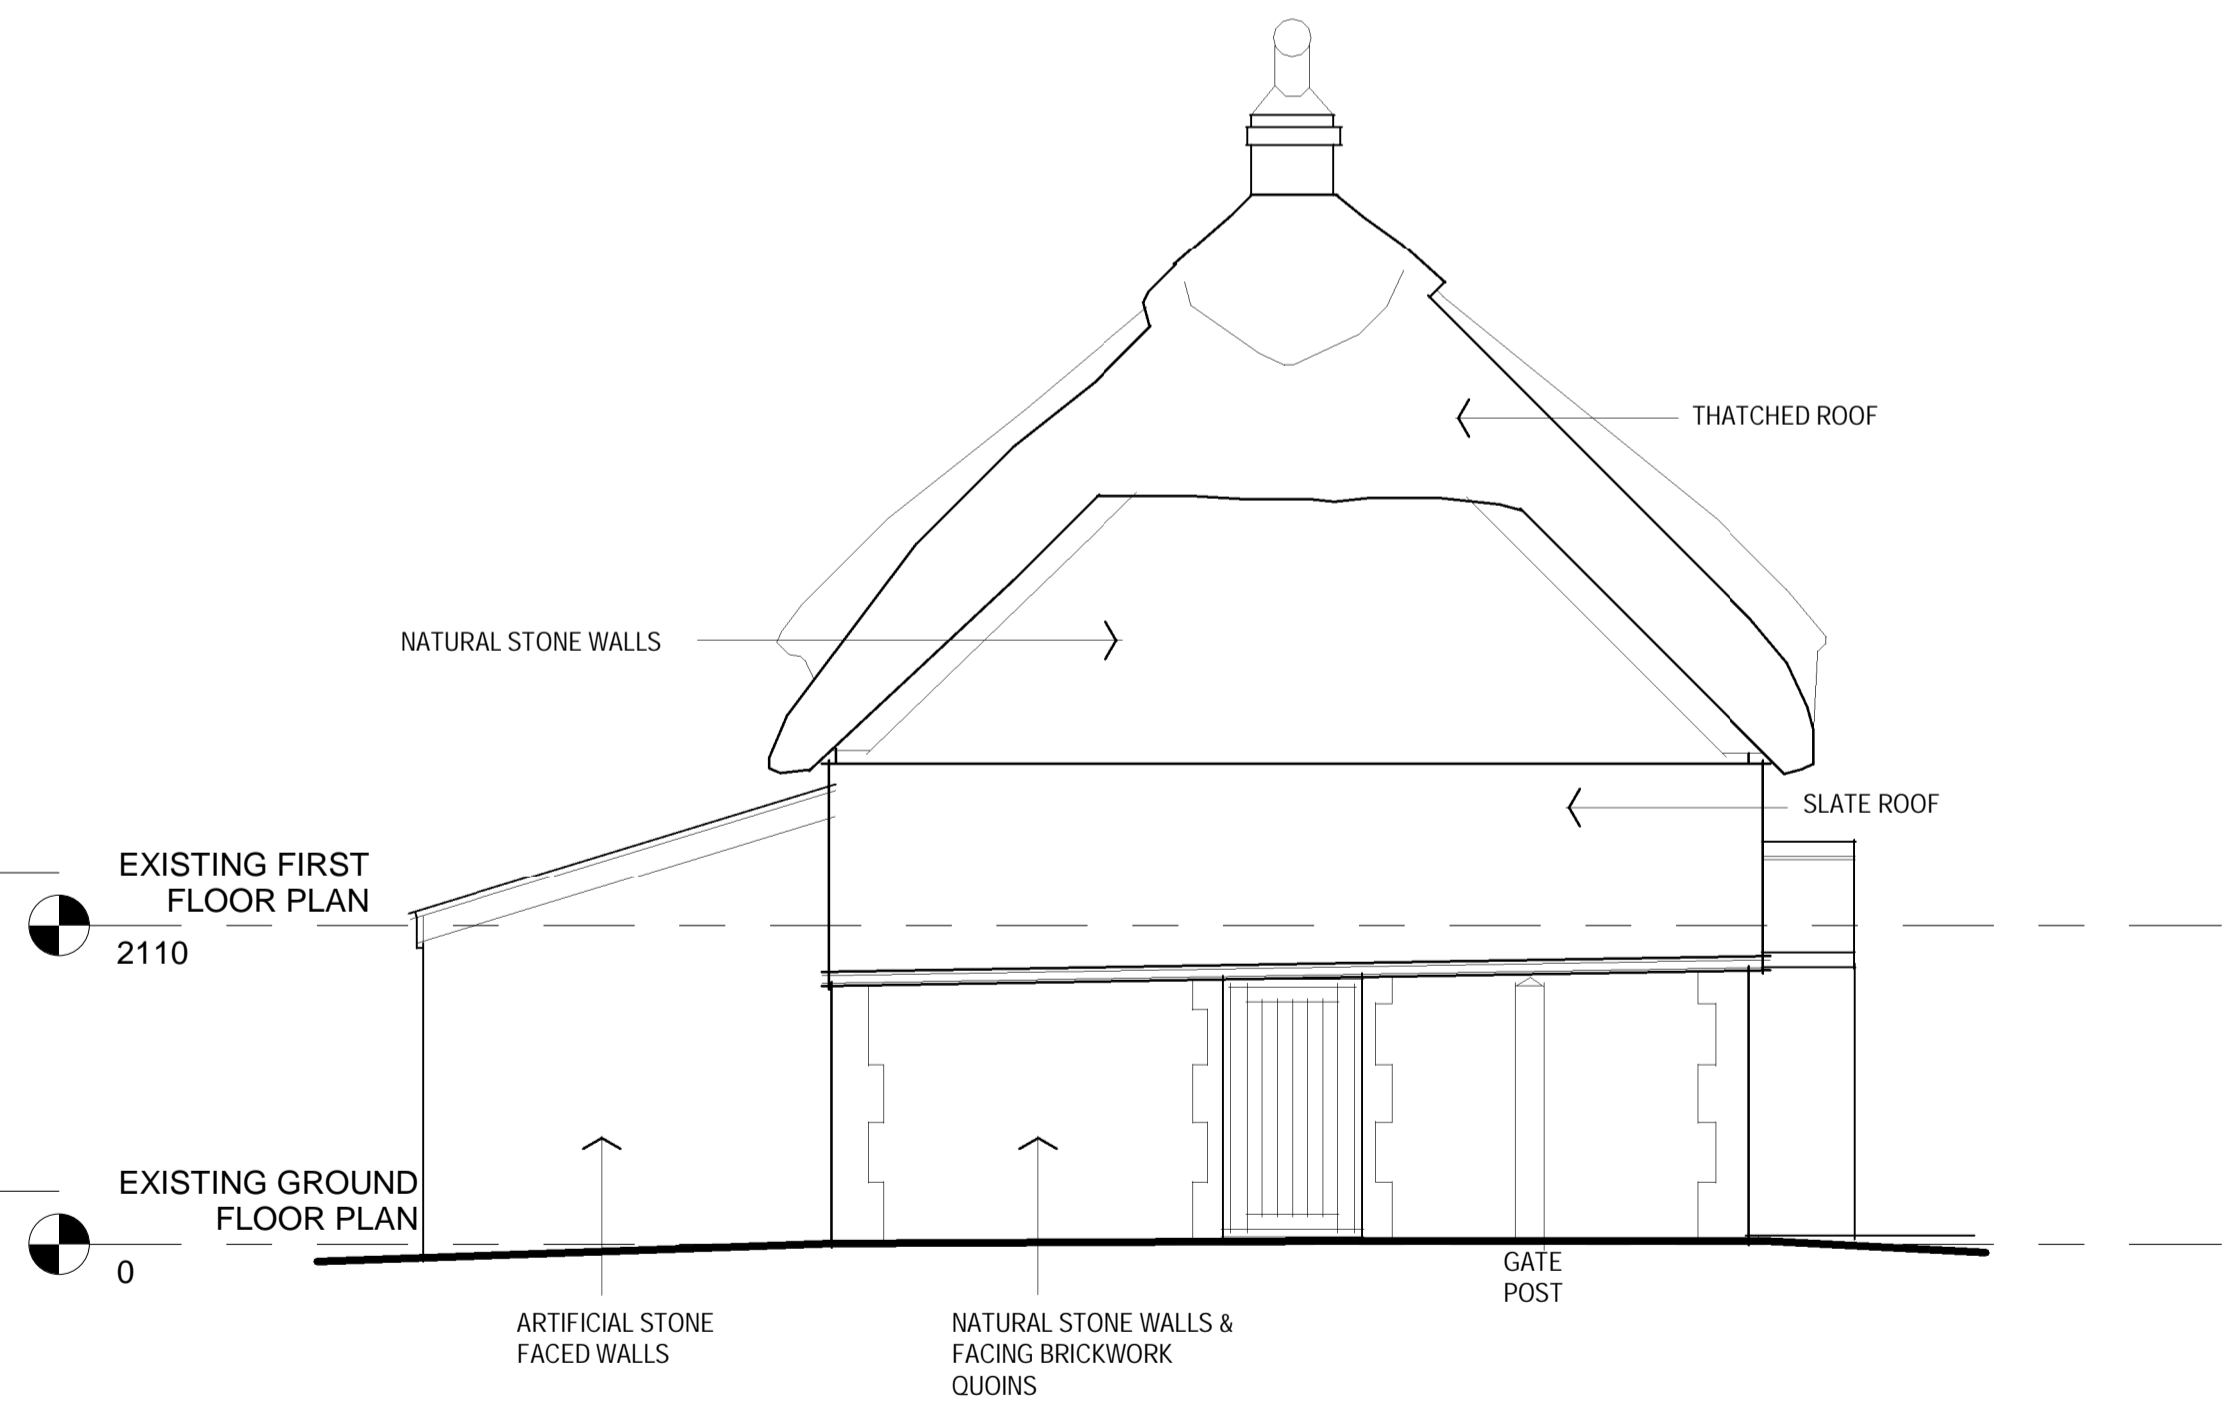 THATCHED ROOF
NATURAL STONE WALLS
SLATE ROOF
EXISTING FIRST
FLOOR PLAN
2110
EXISTING GROUND
FLOOR PLAN
0
GATE
POST
ARTIFICIAL STONE
FACED WALLS
NATURAL STONE WALLS &
FACING BRICKWORK
QUOINS